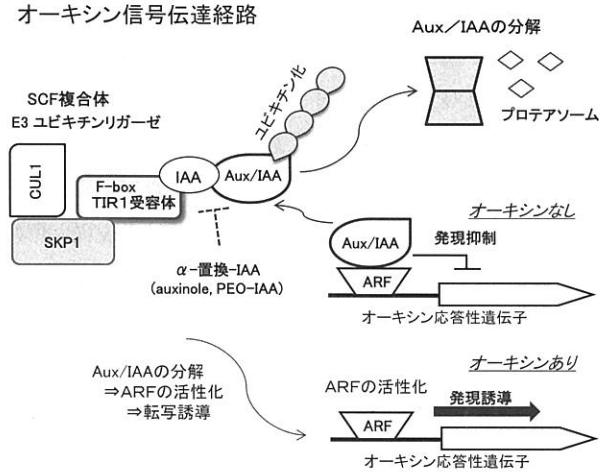 オーキシン信号伝達経路
Aux／IAAの分解
プロテアソーム
ユビキチン化
SCF複合体
E3 ユビキチンリガーゼ
CUL1
F-box
TIR1受容体
SKP1
IAA
Aux/IAA
α-置換-IAA
(auxinole, PEO-IAA)
オーキシンなし
Aux/IAA
発現抑制
ARF
オーキシン応答性遺伝子
Aux/IAAの分解
⇒ARFの活性化
⇒転写誘導
オーキシンあり
ARFの活性化
発現誘導
ARF
オーキシン応答性遺伝子